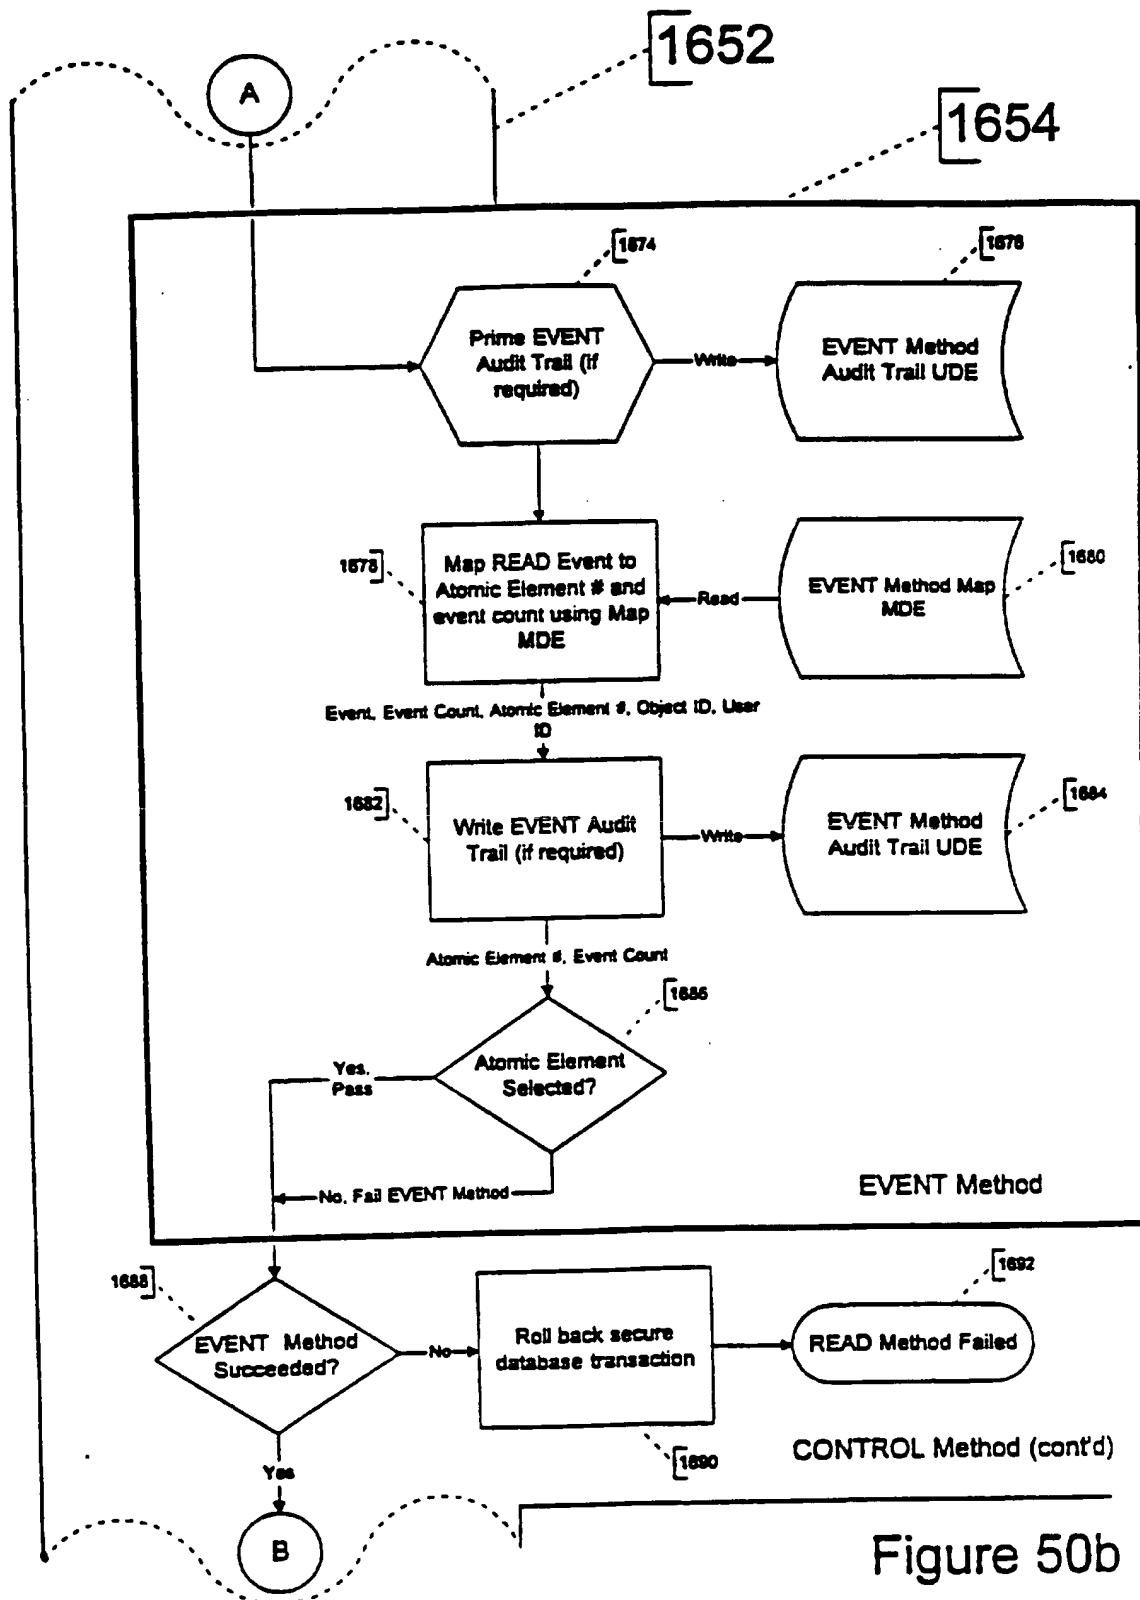 1652
A
1654
1674
1676
Prime EVENT
Audit Trail (if
required)
Write
EVENT Method
Audit Trail UDE
1678
Map READ Event to
Atomic Element # and
event count using Map
MDE
Read
EVENT Method Map
MDE
1680
Event, Event Count, Atomic Element #, Object ID, User
ID
1682
Write EVENT Audit
Trail (if required)
Write
EVENT Method
Audit Trail UDE
1684
Atomic Element #, Event Count
1686
Atomic Element
Selected?
Yes,
Pass
No, Fail EVENT Method
EVENT Method
1688
EVENT Method
Succeeded?
No
Roll back secure
database transaction
1692
READ Method Failed
1690
CONTROL Method (cont'd)
Yes
B
Figure 50b